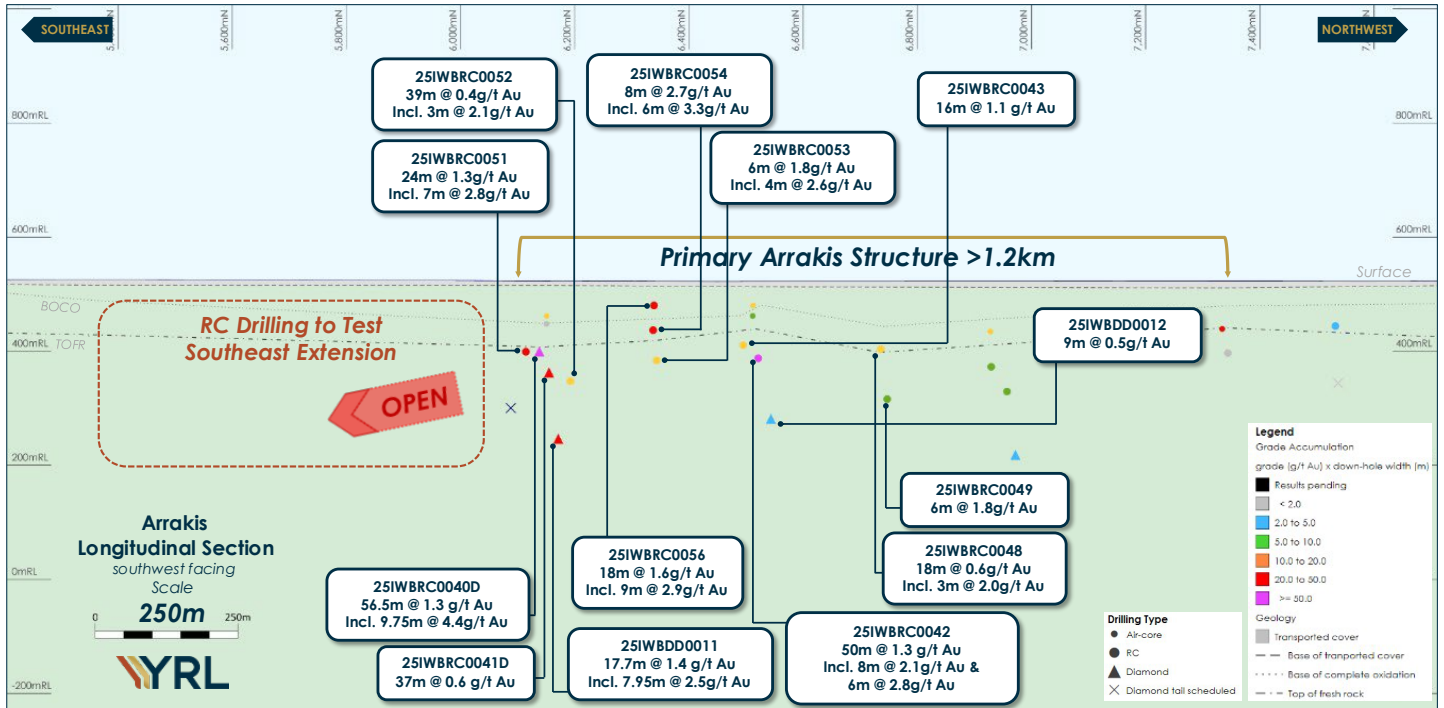 SOUTHEAST
NORTHWEST
5,600mN
5,800mN
6,000mN
6,200mN
6,400mN
6,600mN
6,800mN
7,000mN
7,200mN
7,400mN
800mRL
800mRL
600mRL
600mRL
400mRL
400mRL
200mRL
0mRL
-200mRL
25IWBRC0052
39m @ 0.4g/t Au
Incl. 3m @ 2.1g/t Au
25IWBRC0054
8m @ 2.7g/t Au
Incl. 6m @ 3.3g/t Au
25IWBRC0043
16m @ 1.1 g/t Au
25IWBRC0051
24m @ 1.3g/t Au
Incl. 7m @ 2.8g/t Au
25IWBRC0053
6m @ 1.8g/t Au
Incl. 4m @ 2.6g/t Au
Primary Arrakis Structure >1.2km
Surface
BOCO
TOFR
RC Drilling to Test
Southeast Extension
OPEN
25IWBDD0012
9m @ 0.5g/t Au
25IWBRC0049
6m @ 1.8g/t Au
25IWBRC0048
18m @ 0.6g/t Au
Incl. 3m @ 2.0g/t Au
25IWBRC0056
18m @ 1.6g/t Au
Incl. 9m @ 2.9g/t Au
25IWBRC0040D
56.5m @ 1.3 g/t Au
Incl. 9.75m @ 4.4g/t Au
25IWBRC0041D
37m @ 0.6 g/t Au
25IWBDD0011
17.7m @ 1.4 g/t Au
Incl. 7.95m @ 2.5g/t Au
25IWBRC0042
50m @ 1.3 g/t Au
Incl. 8m @ 2.1g/t Au &
6m @ 2.8g/t Au
Arrakis
Longitudinal Section
southwest facing
Scale
250m
0
250m
YRL
Drilling Type
Air-core
RC
Diamond
Diamond tail scheduled
Legend
Grade Accumulation
grade (g/t Au) x down-hole width (m)
Results pending
< 2.0
2.0 to 5.0
5.0 to 10.0
10.0 to 20.0
20.0 to 50.0
>= 50.0
Geology
Transported cover
Base of tranported cover
Base of complete oxidation
Top of fresh rock